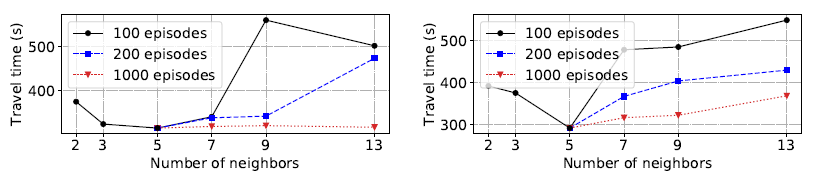 Travel time (s)
500
400
100 episodes
200 episodes
1000 episodes
2 3 5 7 9 13
Number of neighbors
Travel time (s)
500
400
300
100 episodes
200 episodes
1000 episodes
2 3 5 7 9 13
Number of neighbors